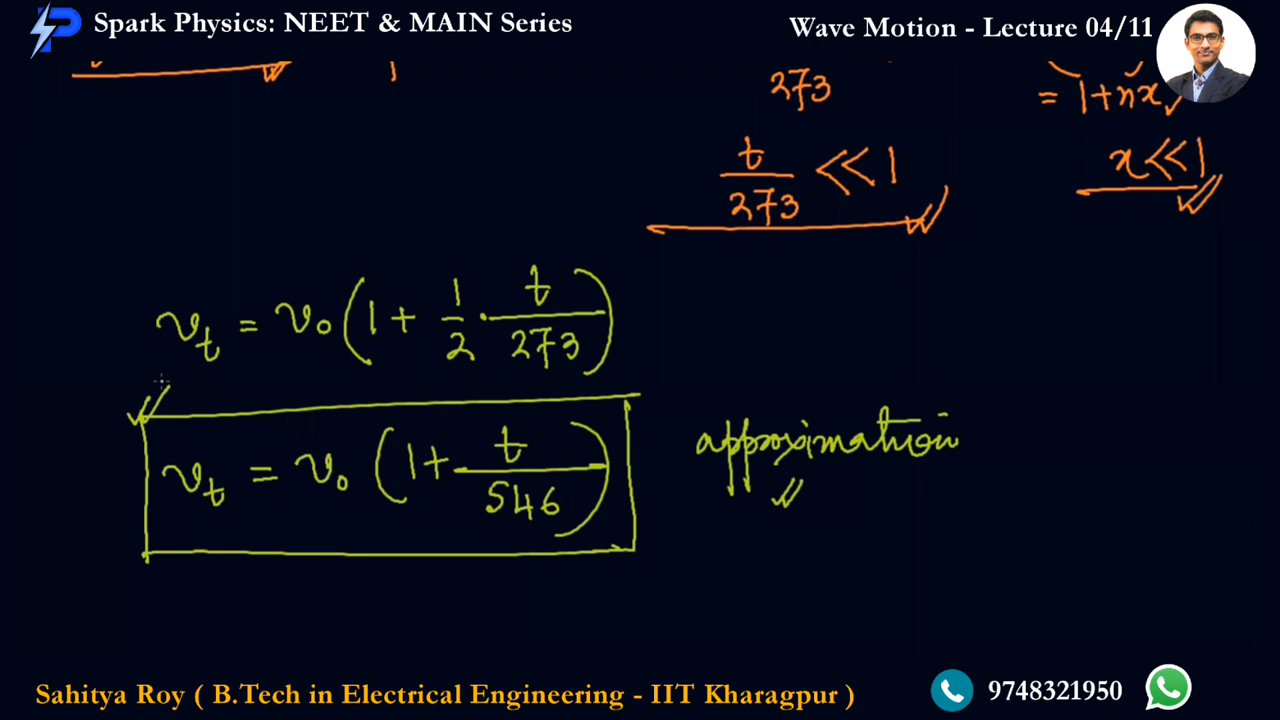 Spark Physics: NEET & MAIN Series
Wave Motion - Lecture 04/11
273
= 1+nx
t/273 << 1
x<<1
v_t = v_0 (1 + 1/2 · t/273)
v_t = v_0 (1 + t/546)
approximation
Sahitya Roy ( B.Tech in Electrical Engineering - IIT Kharagpur )
9748321950